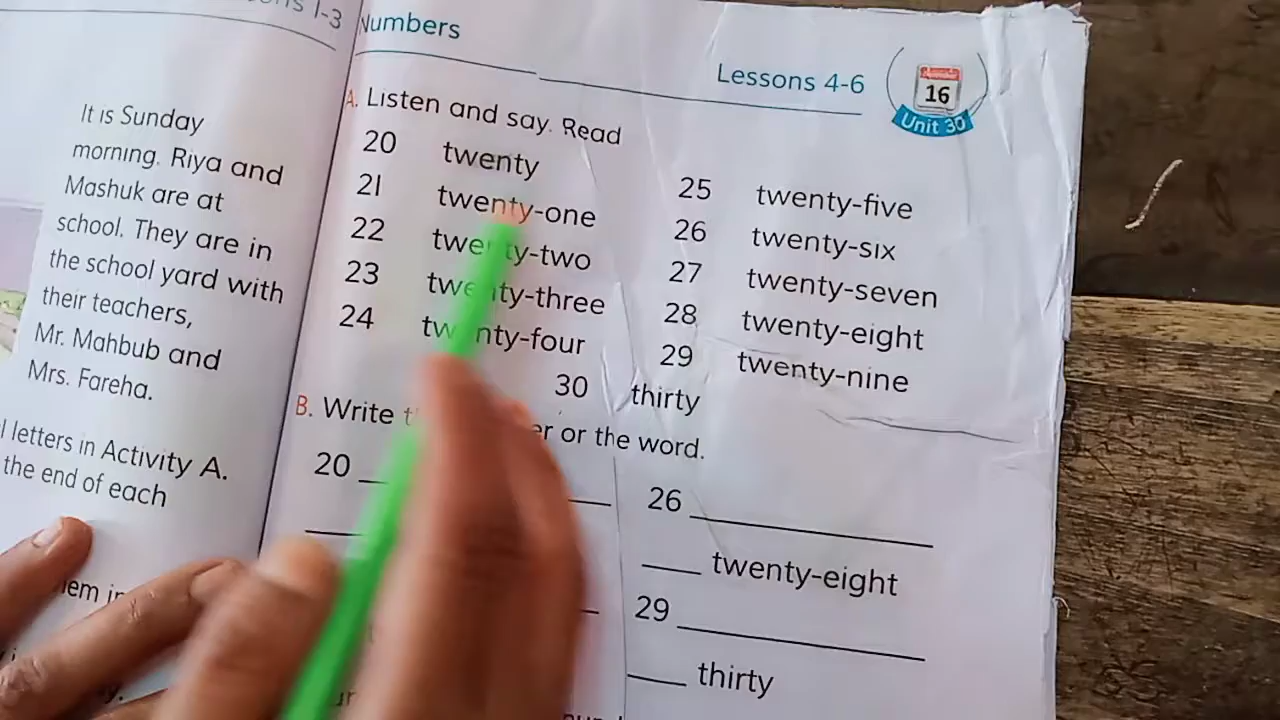 ns 1-3
It is Sunday
morning. Riya and
Mashuk are at
school. They are in
the school yard with
their teachers,
Mr. Mahbub and
Mrs. Fareha.
letters in Activity A.
the end of each
Numbers
Lessons 4-6
16
Unit 30
A. Listen and say. Read
20 twenty
21 twenty-one
22 twenty-two
23 twenty-three
24 twenty-four
25 twenty-five
26 twenty-six
27 twenty-seven
28 twenty-eight
29 twenty-nine
30 thirty
B. Write or the word.
20
26
twenty-eight
29
thirty